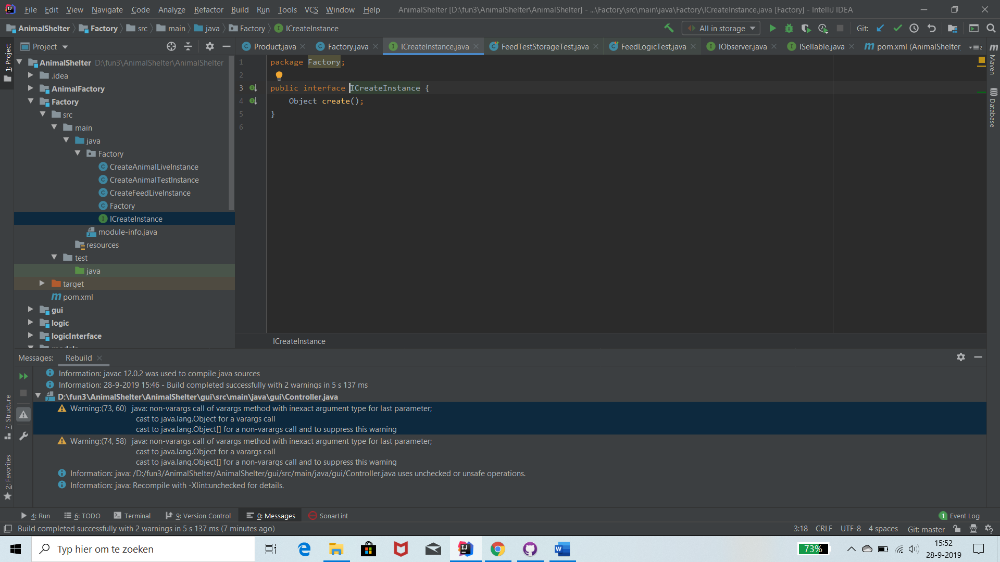 File Edit View Navigate Code Analyze Refactor Build Run Tools VCS Window Help AnimalShelter [D:\fun3\AnimalShelter\AnimalShelter] - ...\Factory\src\main\java\Factory\ICreateInstance.java [Factory] - IntelliJ IDEA
AnimalShelter Factory src main java Factory ICreateInstance All in storage Git:
Project Product.java Factory.java ICreateInstance.java FeedTestStorageTest.java FeedLogicTest.java IObserver.java ISellable.java pom.xml (AnimalShelter
1: Project
AnimalShelter D:\fun3\AnimalShelter\AnimalShelter
.idea
AnimalFactory
Factory
src
main
java
Factory
CreateAnimalLiveInstance
CreateAnimalTestInstance
CreateFeedLiveInstance
Factory
ICreateInstance
module-info.java
resources
test
java
target
pom.xml
gui
logic
logicInterface
models
1 package Factory;
2
3 public interface ICreateInstance {
4 Object create();
5 }
6
ICreateInstance
Maven
Database
Messages: Rebuild
Information: javac 12.0.2 was used to compile java sources
Information: 28-9-2019 15:46 - Build completed successfully with 2 warnings in 5 s 137 ms
D:\fun3\AnimalShelter\AnimalShelter\gui\src\main\java\gui\Controller.java
Warning:(73, 60) java: non-varargs call of varargs method with inexact argument type for last parameter;
cast to java.lang.Object for a varargs call
cast to java.lang.Object[] for a non-varargs call and to suppress this warning
Warning:(74, 58) java: non-varargs call of varargs method with inexact argument type for last parameter;
cast to java.lang.Object for a varargs call
cast to java.lang.Object[] for a non-varargs call and to suppress this warning
Information: java: /D:/fun3/AnimalShelter/AnimalShelter/gui/src/main/java/gui/Controller.java uses unchecked or unsafe operations.
Information: java: Recompile with -Xlint:unchecked for details.
7: Structure
2: Favorites
4: Run 6: TODO Terminal 9: Version Control 0: Messages SonarLint 1 Event Log
Build completed successfully with 2 warnings in 5 s 137 ms (7 minutes ago) 3:18 CRLF UTF-8 4 spaces Git: master
Typ hier om te zoeken 73% 15:52
28-9-2019